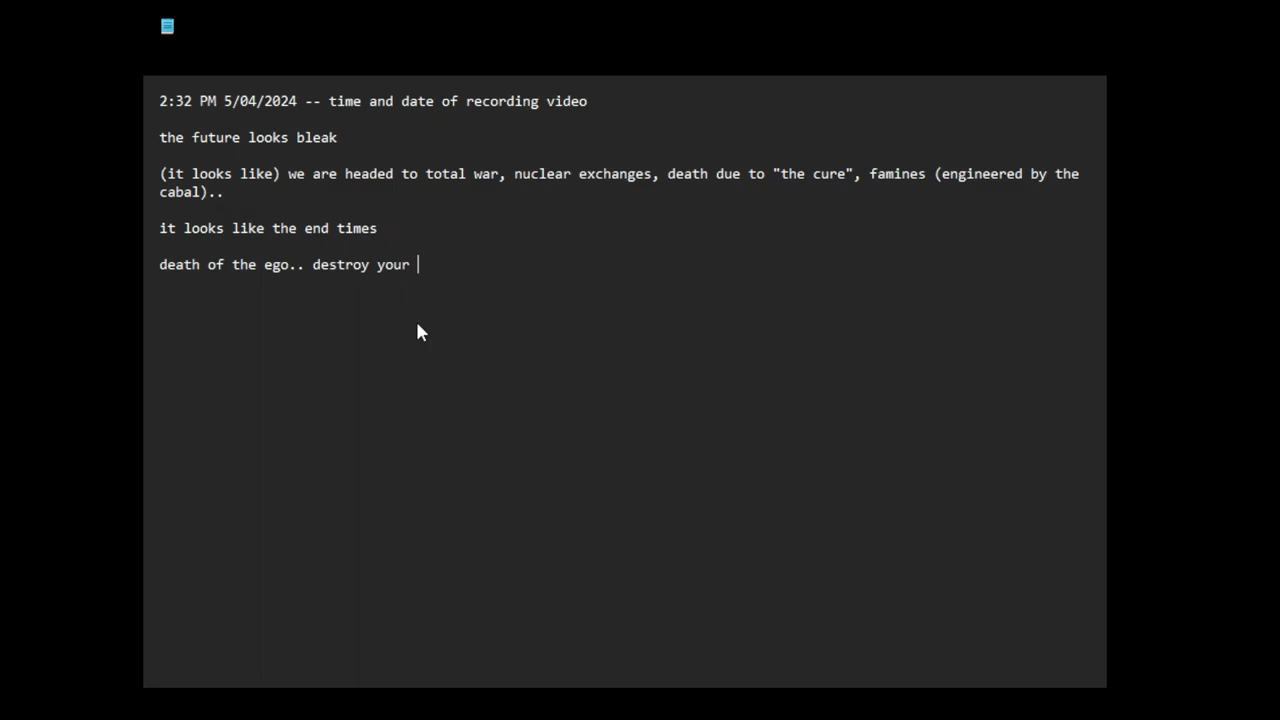 2:32 PM 5/04/2024 -- time and date of recording video
the future looks bleak
(it looks like) we are headed to total war, nuclear exchanges, death due to "the cure", famines (engineered by the
cabal)..
it looks like the end times
death of the ego.. destroy your